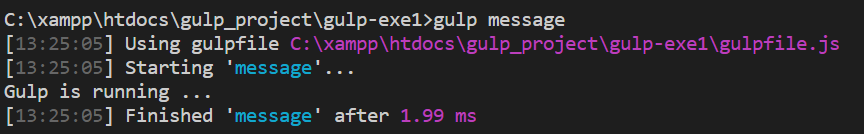 C:\xampp\htdocs\gulp_project\gulp-exe1>gulp message
[13:25:05] Using gulpfile C:\xampp\htdocs\gulp_project\gulp-exe1\gulpfile.js
[13:25:05] Starting 'message'...
Gulp is running ...
[13:25:05] Finished 'message' after 1.99 ms